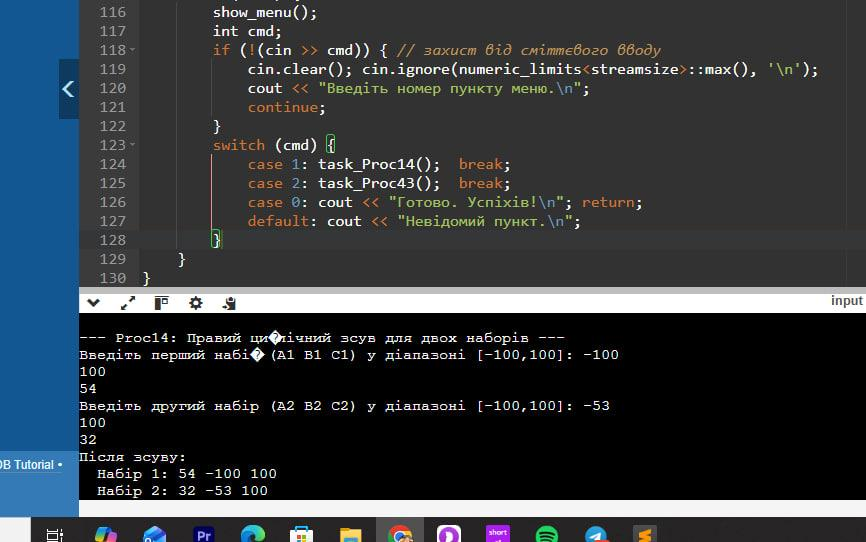 116 show_menu();
117 int cmd;
118 if (!(cin >> cmd)) { // захист від сміттєвого вводу
119 cin.clear(); cin.ignore(numeric_limits<streamsize>::max(), '\n');
120 cout << "Введіть номер пункту меню.\n";
121 continue;
122 }
123 switch (cmd) {
124 case 1: task_Proc14(); break;
125 case 2: task_Proc43(); break;
126 case 0: cout << "Готово. Успіхів!\n"; return;
127 default: cout << "Невідомий пункт.\n";
128 }
129 }
130 }
input
--- Proc14: Правий ци�лічний зсув для двох наборів ---
Введіть перший набі� (A1 B1 C1) у діапазоні [-100,100]: -100
100
54
Введіть другий набір (A2 B2 C2) у діапазоні [-100,100]: -53
100
32
Після зсуву:
Набір 1: 54 -100 100
Набір 2: 32 -53 100
DB Tutorial •
Pr
short